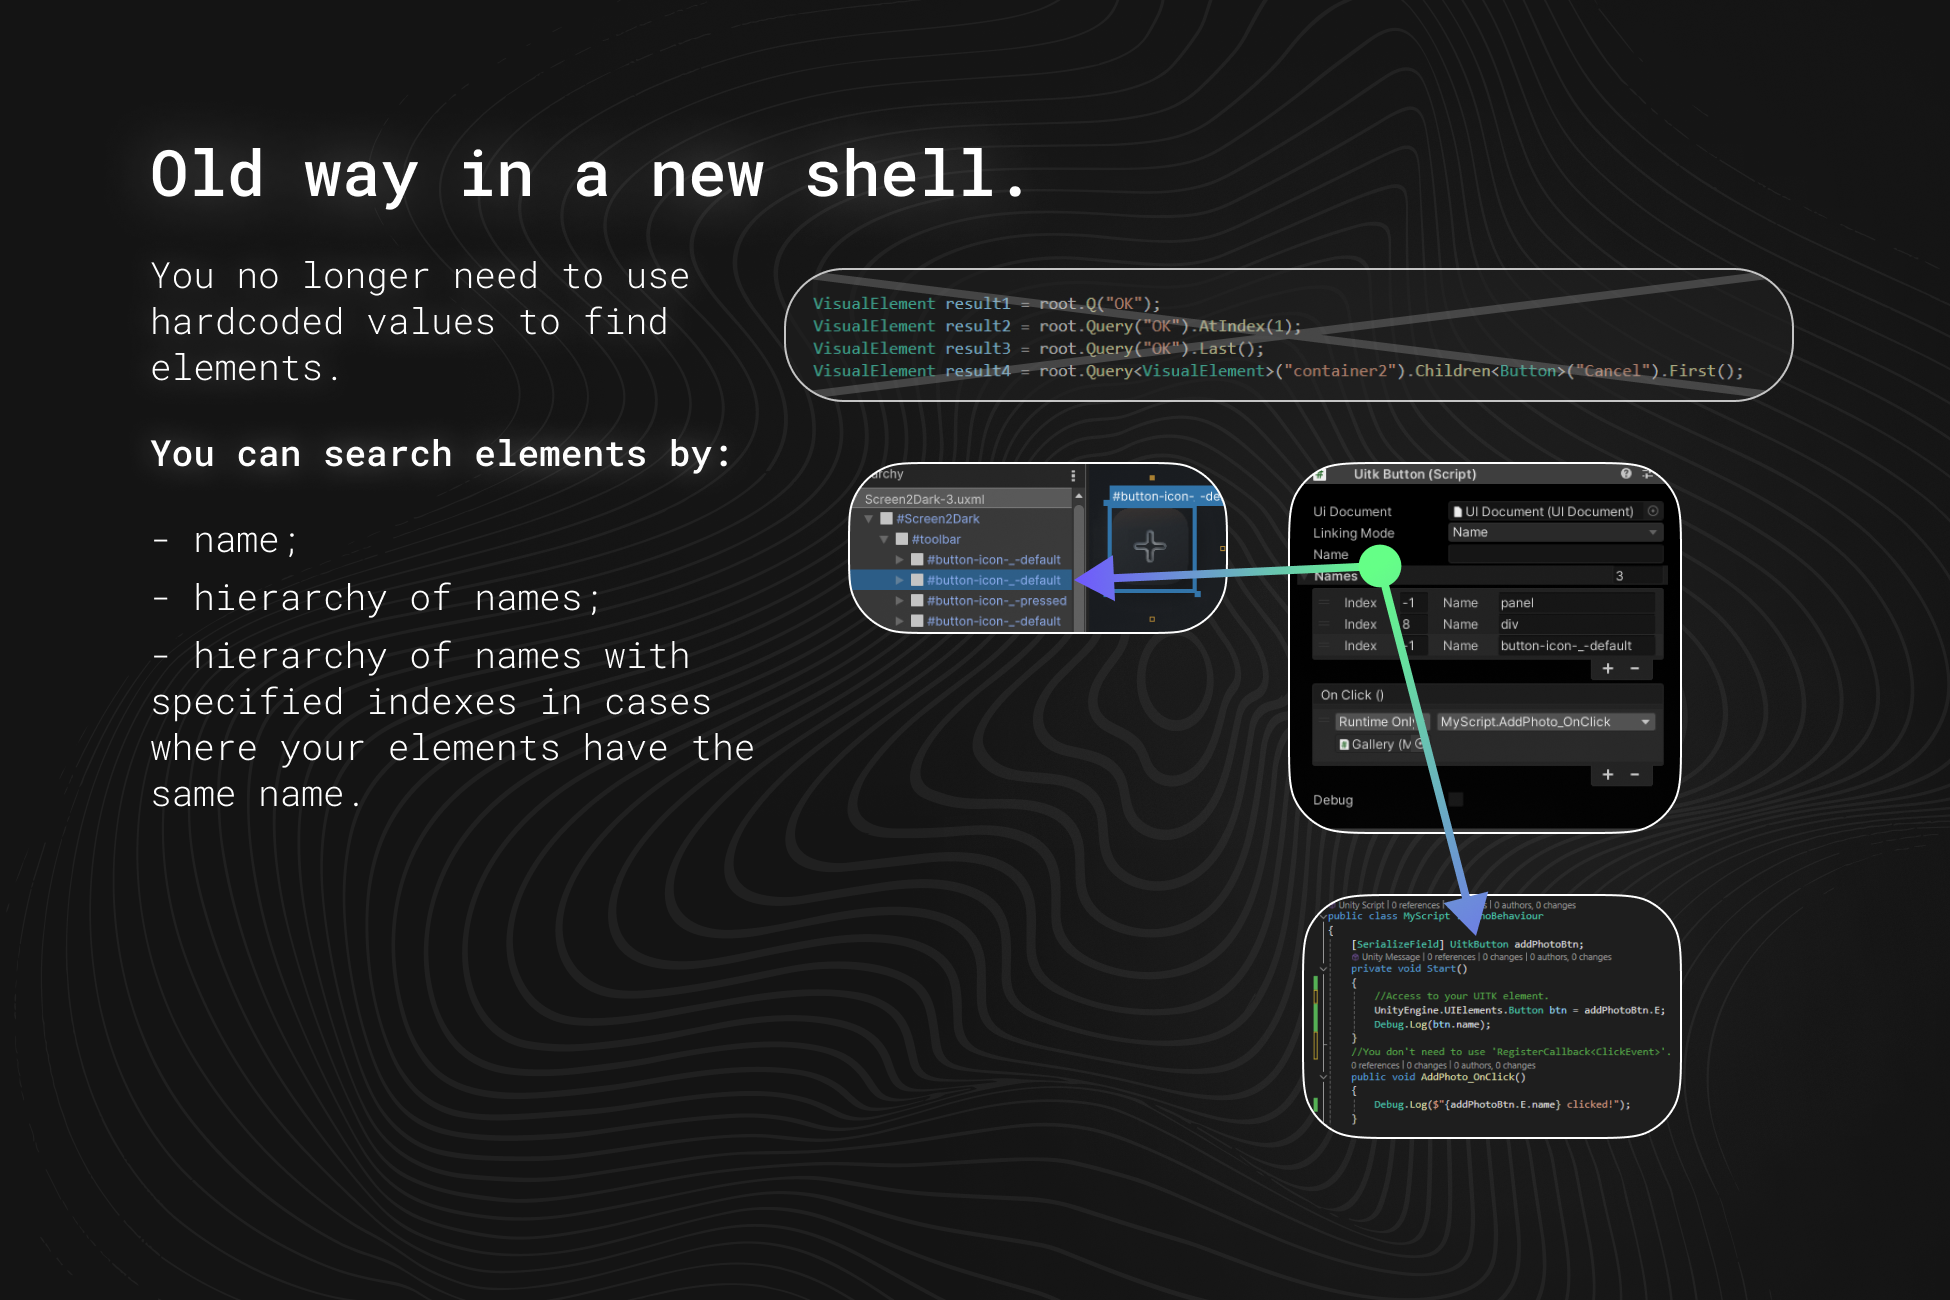 Old way in a new shell.
You no longer need to use
hardcoded values to find
elements.
You can search elements by:
- name;
- hierarchy of names;
- hierarchy of names with
specified indexes in cases
where your elements have the
same name.
VisualElement result1 = root.Q("OK");
VisualElement result2 = root.Query("OK").AtIndex(1);
VisualElement result3 = root.Query("OK").Last();
VisualElement result4 = root.Query<VisualElement>("container2").Children<Button>("Cancel").First();
Screen2Dark-3.uxml
#Screen2Dark
#toolbar
#button-icon-_-default
#button-icon-_-default
#button-icon-_-pressed
#button-icon-_-default
#button-icon-_-de
Uitk Button (Script)
Ui Document UI Document (UI Document)
Linking Mode Name
Name
Names 3
Index -1 Name panel
Index 8 Name div
Index -1 Name button-icon-_-default
+ -
On Click ()
Runtime Only MyScript.AddPhoto_OnClick
Gallery (M
+ -
Debug
Unity Script | 0 references | 0 authors, 0 changes
public class MyScript
{
[SerializeField] UitkButton addPhotoBtn;
Unity Message | 0 references | 0 changes | 0 authors, 0 changes
private void Start()
{
//Access to your UITK element.
UnityEngine.UIElements.Button btn = addPhotoBtn.E;
Debug.Log(btn.name);
}
//You don't need to use 'RegisterCallback<ClickEvent>'.
0 references | 0 changes | 0 authors, 0 changes
public void AddPhoto_OnClick()
{
Debug.Log($"{addPhotoBtn.E.name} clicked!");
}